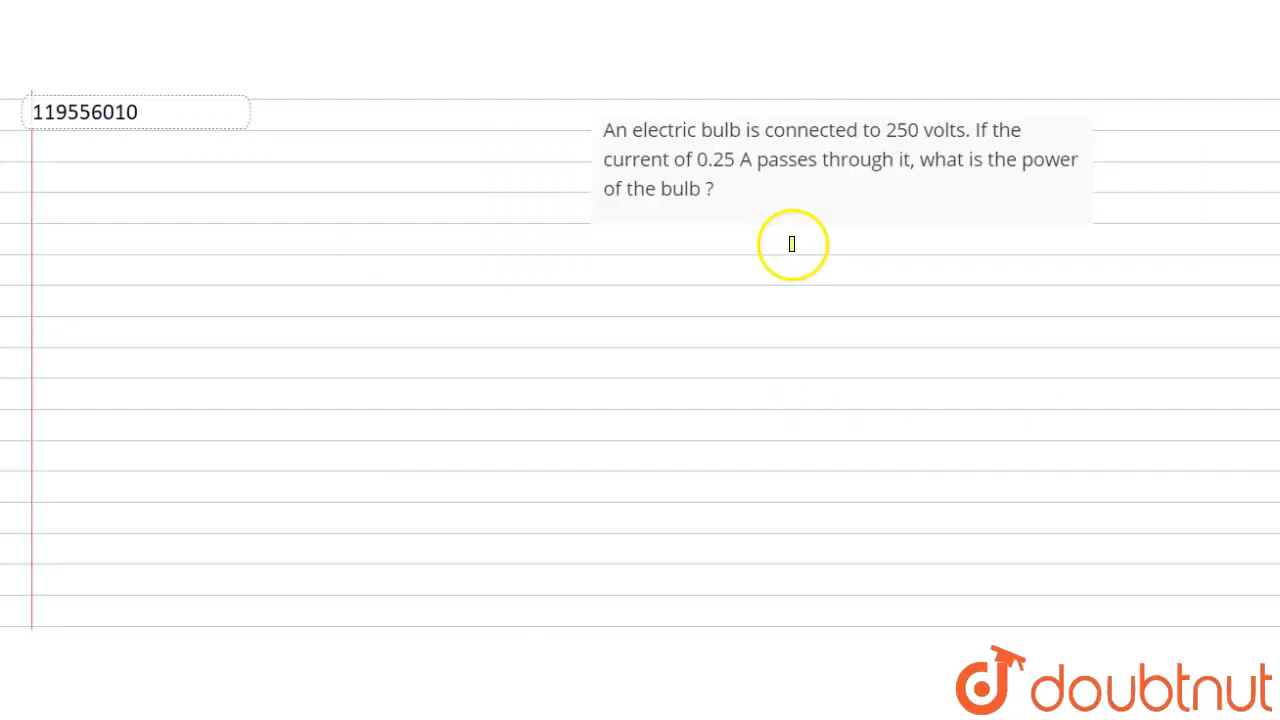 119556010
An electric bulb is connected to 250 volts. If the
current of 0.25 A passes through it, what is the power
of the bulb ?
doubtnut